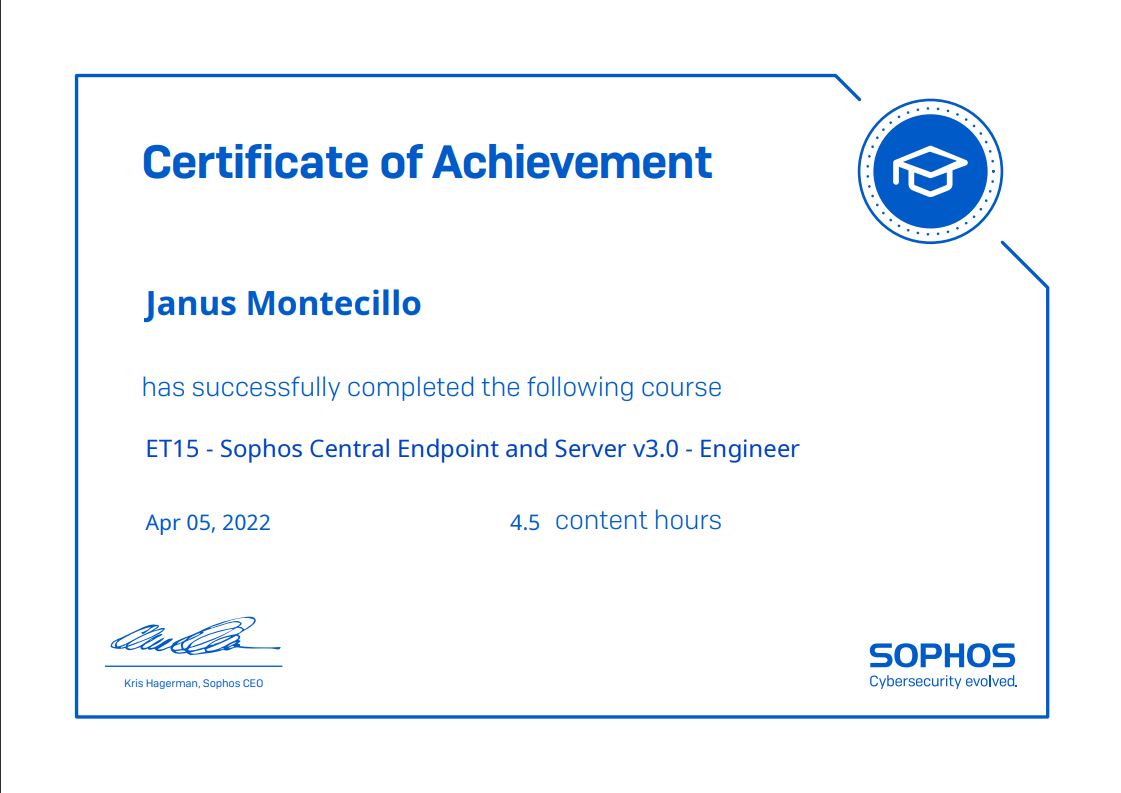 Certificate of Achievement
Janus Montecillo
has successfully completed the following course
ET15 - Sophos Central Endpoint and Server v3.0 - Engineer
Apr 05, 2022 4.5 content hours
Kris Hagerman, Sophos CEO
SOPHOS
Cybersecurity evolved.